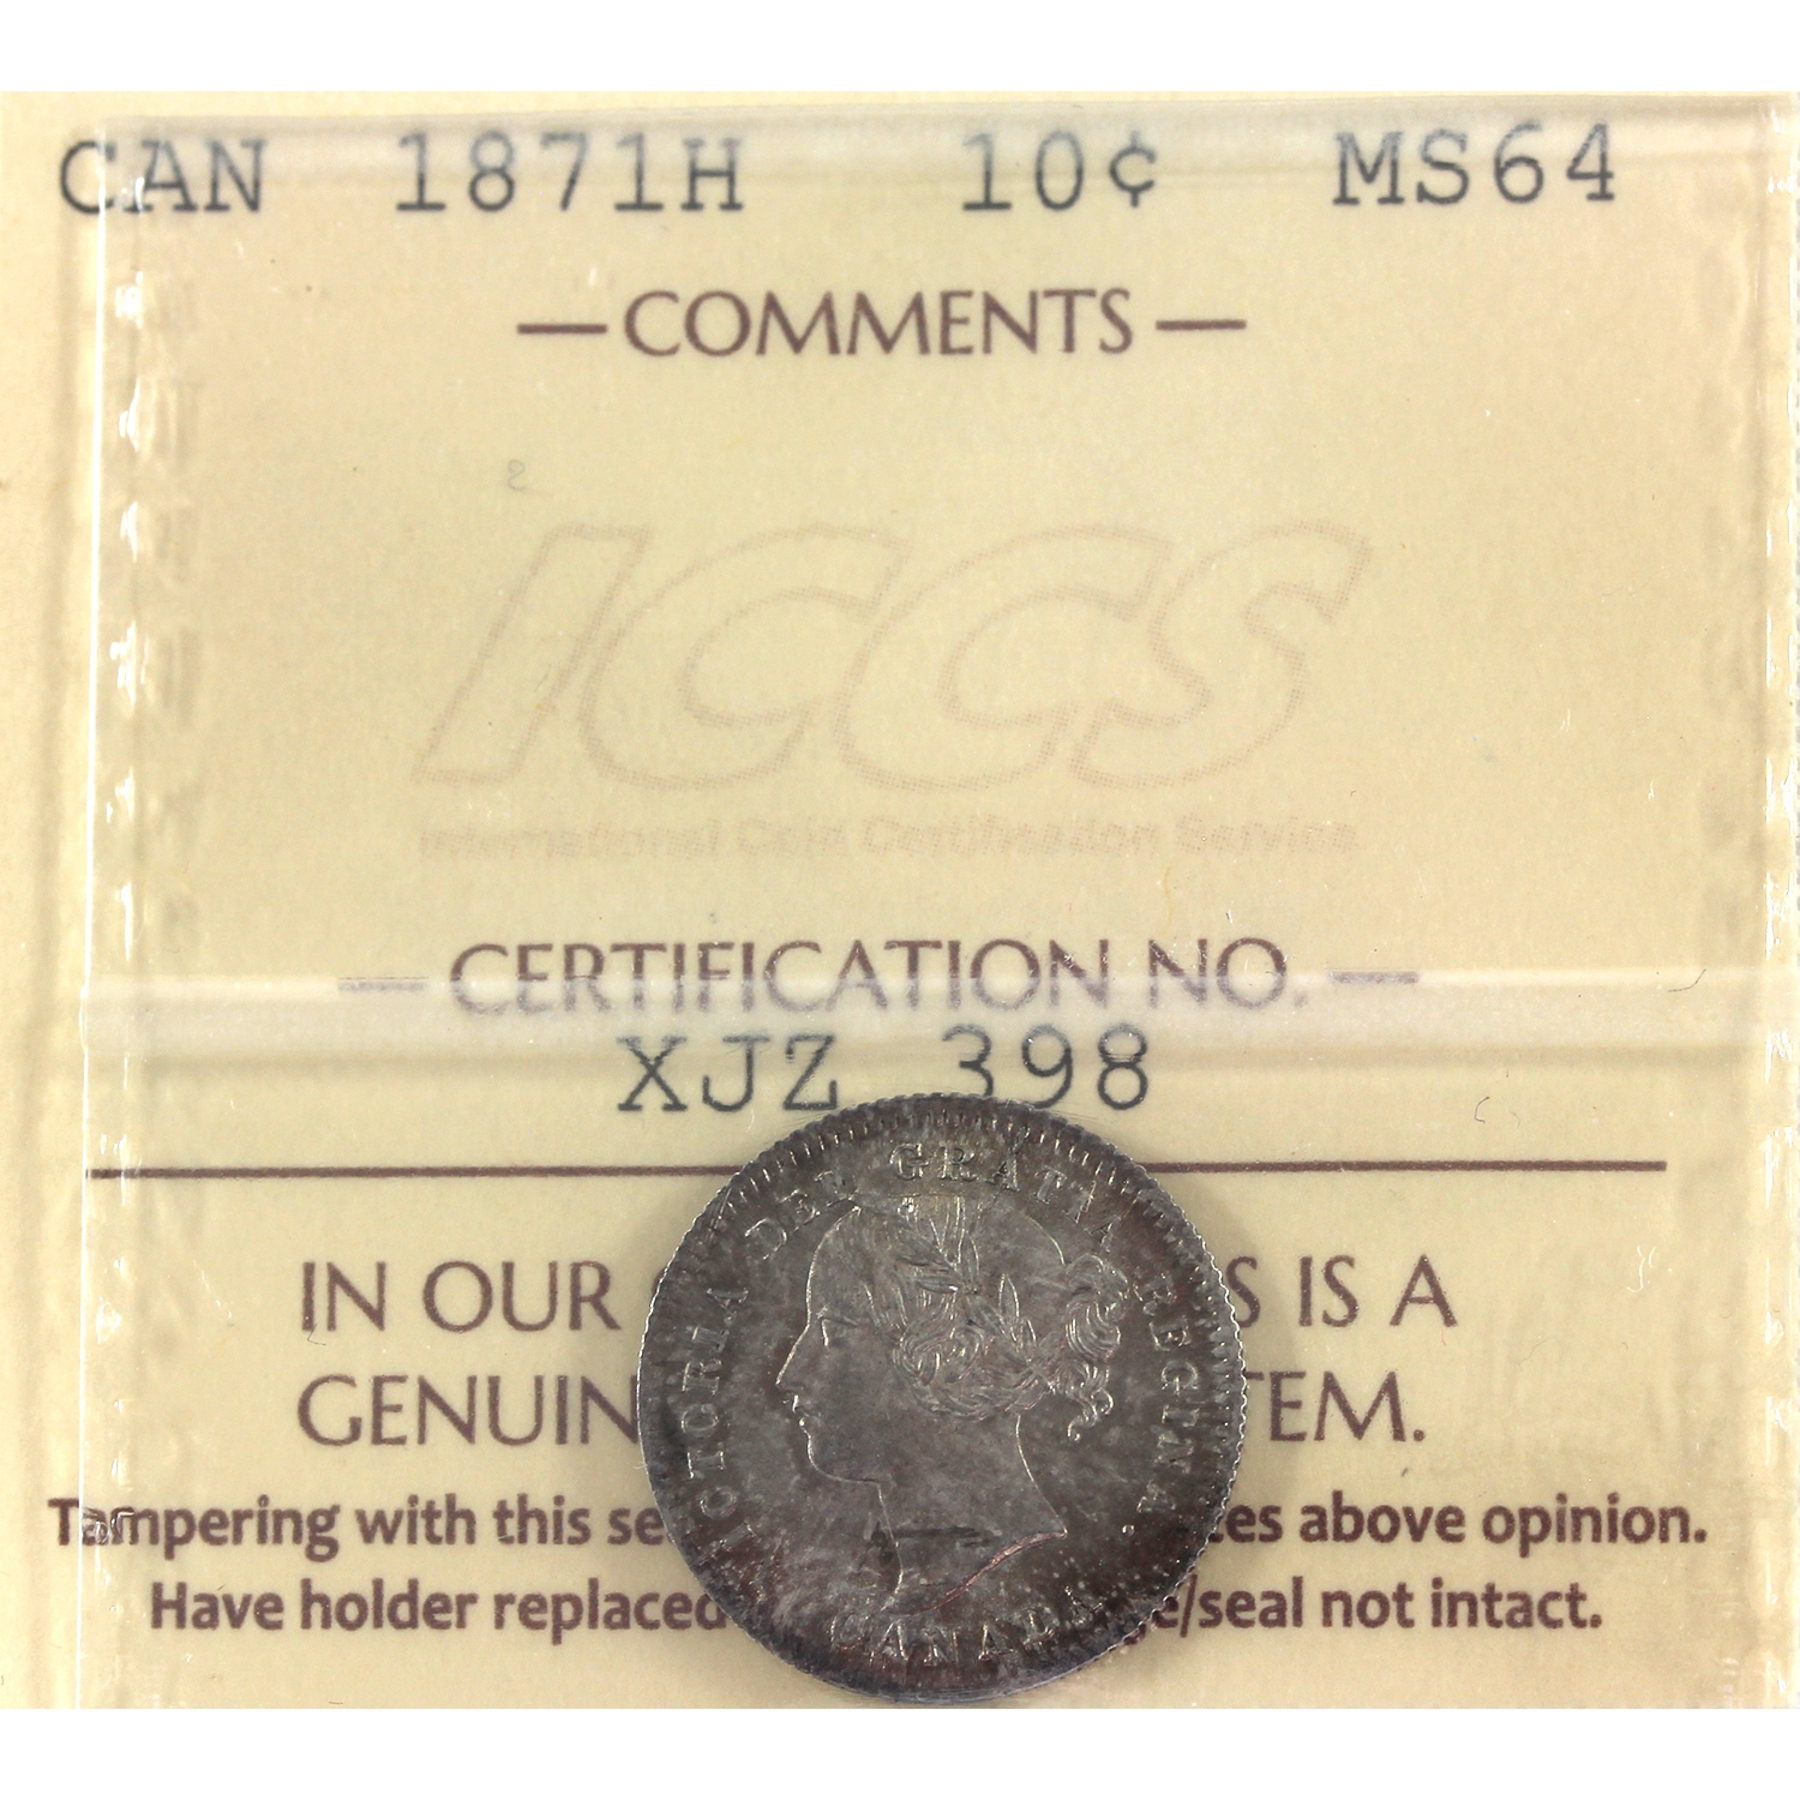 CAN 1871H 10¢ MS64
— COMMENTS —
ICCS
International Coin Certification Service
— CERTIFICATION NO. —
XJZ 398
IN OUR S IS A
GENUIN TEM.
Tampering with this se tes above opinion.
Have holder replaced e/seal not intact.
VICTORIA DEI GRATIA REGINA.
CANADA